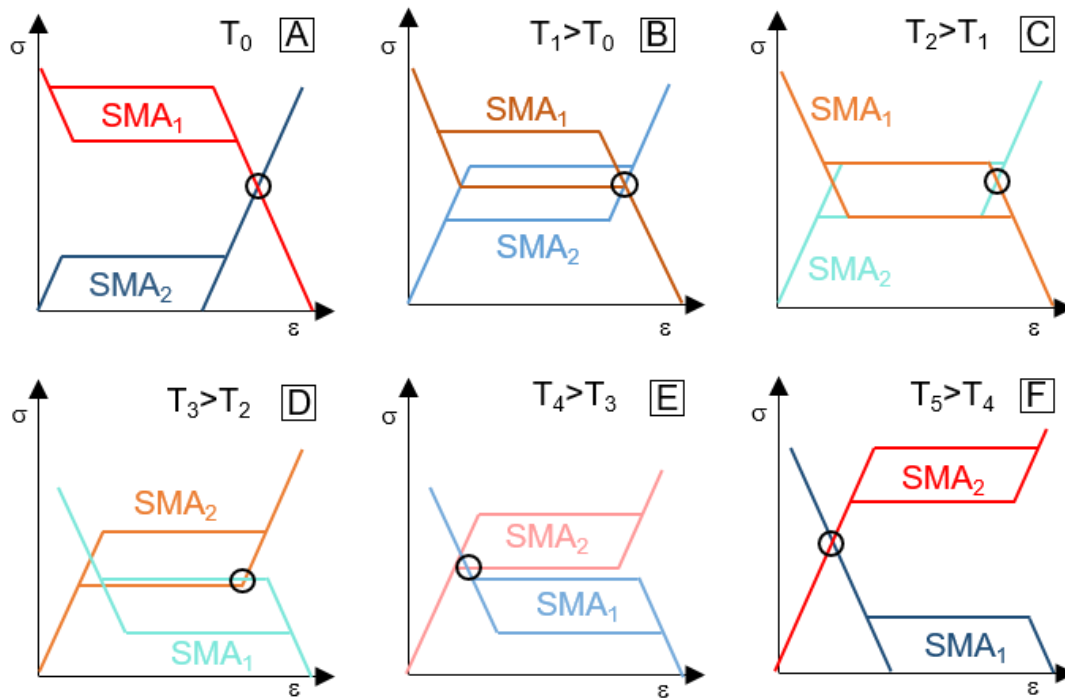 σ T₀ A
SMA₁
SMA₂
ε
σ T₁>T₀ B
SMA₁
SMA₂
ε
σ T₂>T₁ C
SMA₁
SMA₂
ε
σ T₃>T₂ D
SMA₂
SMA₁
ε
σ T₄>T₃ E
SMA₂
SMA₁
ε
σ T₅>T₄ F
SMA₂
SMA₁
ε